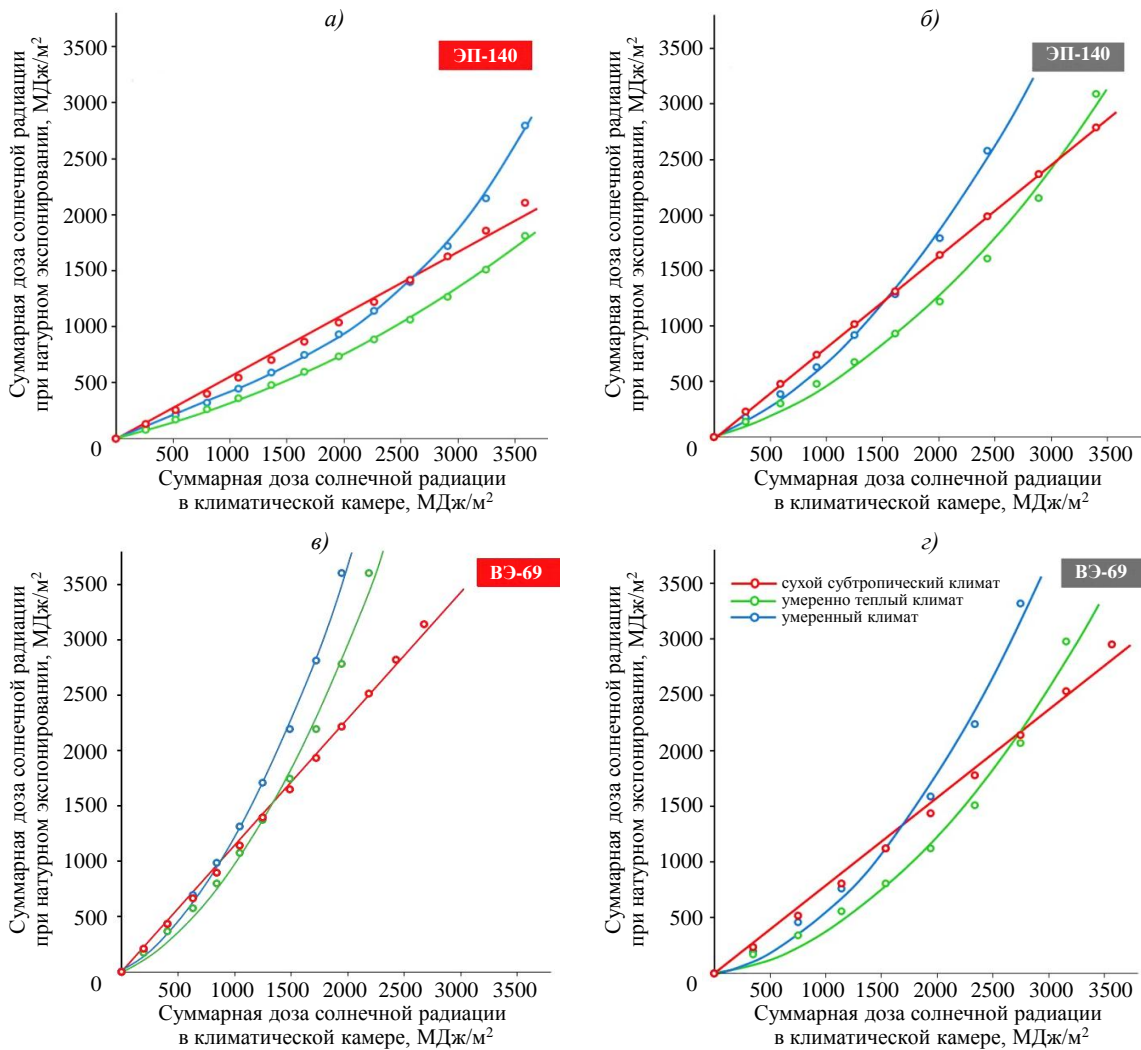 а)
ЭП-140
Суммарная доза солнечной радиации
при натурном экспонировании, МДж/м²
3500
3000
2500
2000
1500
1000
500
0
500 1000 1500 2000 2500 3000 3500
Суммарная доза солнечной радиации
в климатической камере, МДж/м²
б)
ЭП-140
Суммарная доза солнечной радиации
при натурном экспонировании, МДж/м²
3500
3000
2500
2000
1500
1000
500
0
500 1000 1500 2000 2500 3000 3500
Суммарная доза солнечной радиации
в климатической камере, МДж/м²
в)
ВЭ-69
Суммарная доза солнечной радиации
при натурном экспонировании, МДж/м²
3500
3000
2500
2000
1500
1000
500
0
500 1000 1500 2000 2500 3000 3500
Суммарная доза солнечной радиации
в климатической камере, МДж/м²
г)
ВЭ-69
сухой субтропический климат
умеренно теплый климат
умеренный климат
Суммарная доза солнечной радиации
при натурном экспонировании, МДж/м²
3500
3000
2500
2000
1500
1000
500
0
500 1000 1500 2000 2500 3000 3500
Суммарная доза солнечной радиации
в климатической камере, МДж/м²